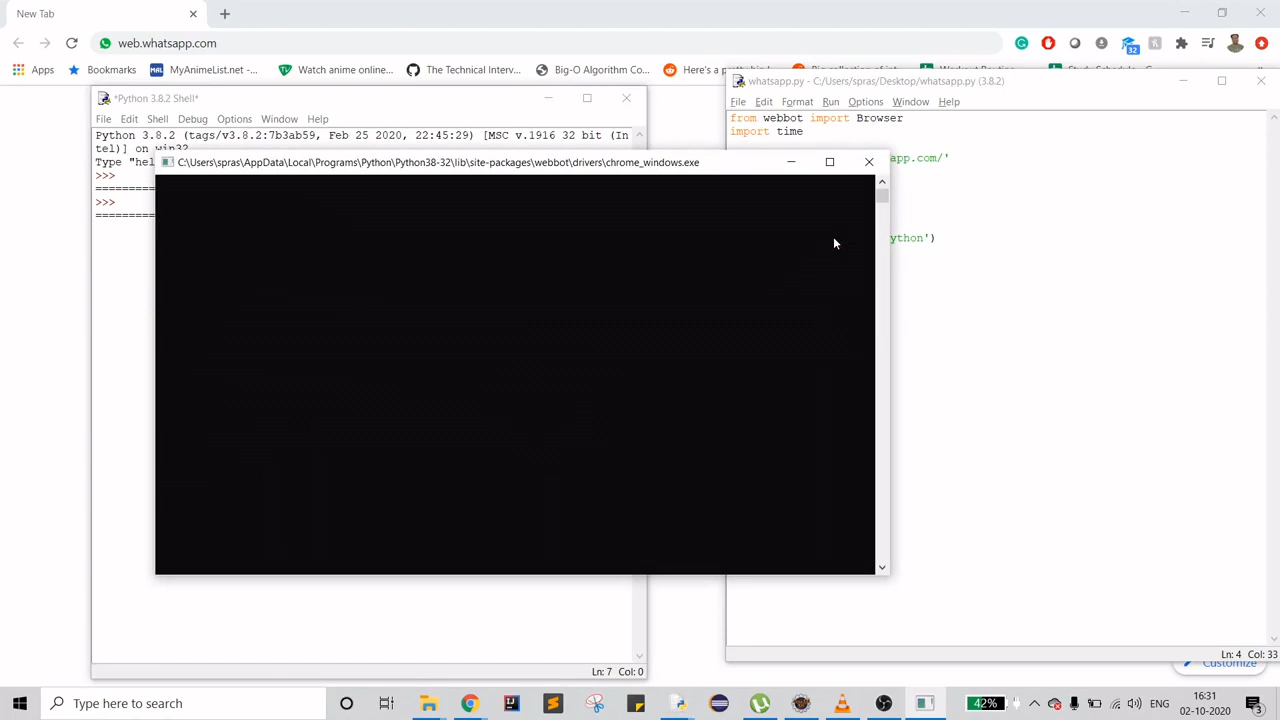 New Tab
web.whatsapp.com
32
Apps
Bookmarks
MyAnimeList.net -...
Watch animeonline...
The Technical Interv...
Big-O Algorithm Co...
Here's a
*Python 3.8.2 Shell*
File Edit Shell Debug Options Window Help
Python 3.8.2 (tags/v3.8.2:7b3ab59, Feb 25 2020, 22:45:29) [MSC v.1916 32 bit (In
tel)] on win32
Type "hel
>>>
>>>
Ln: 7 Col: 0
C:\Users\spras\AppData\Local\Programs\Python\Python38-32\lib\site-packages\webbot\drivers\chrome_windows.exe
whatsapp.py - C:/Users/spras/Desktop/whatsapp.py (3.8.2)
File Edit Format Run Options Window Help
from webbot import Browser
import time
app.com/'
ython')
Ln: 4 Col: 33
Customize
Type here to search
42%
ENG
16:31
02-10-2020
3